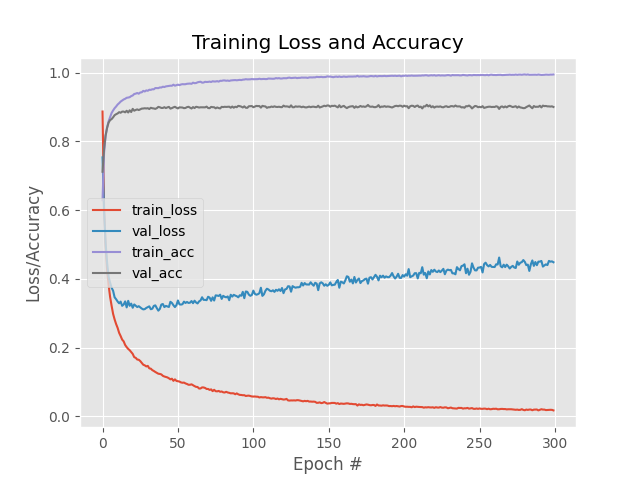 Training Loss and Accuracy
Loss/Accuracy
1.0
0.8
0.6
0.4
0.2
0.0
train_loss
val_loss
train_acc
val_acc
0 50 100 150 200 250 300
Epoch #